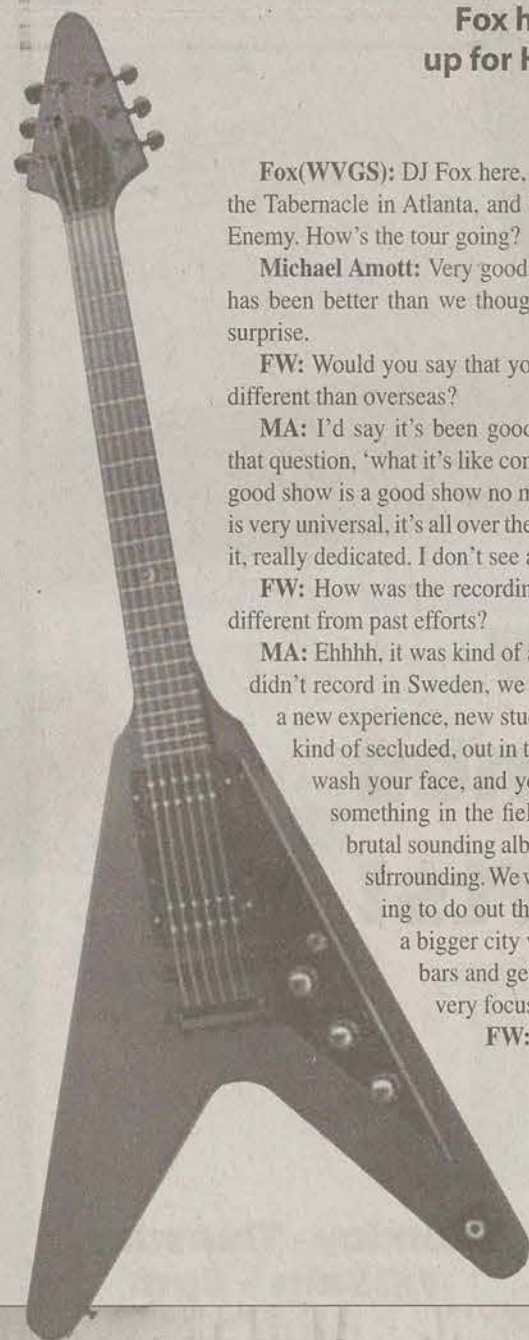 Fox h
up for H
Fox(WVGS): DJ Fox here,
the Tabernacle in Atlanta, and
Enemy. How's the tour going?
Michael Amott: Very good
has been better than we thoug
surprise.
FW: Would you say that yo
different than overseas?
MA: I'd say it's been good
that question, 'what it's like con
good show is a good show no m
is very universal, it's all over the
it, really dedicated. I don't see a
FW: How was the recordin
different from past efforts?
MA: Ehhhh, it was kind of a
didn't record in Sweden, we
a new experience, new stud
kind of secluded, out in t
wash your face, and yo
something in the fiel
brutal sounding alb
surrounding. We w
ing to do out th
a bigger city w
bars and ge
very focus
FW: